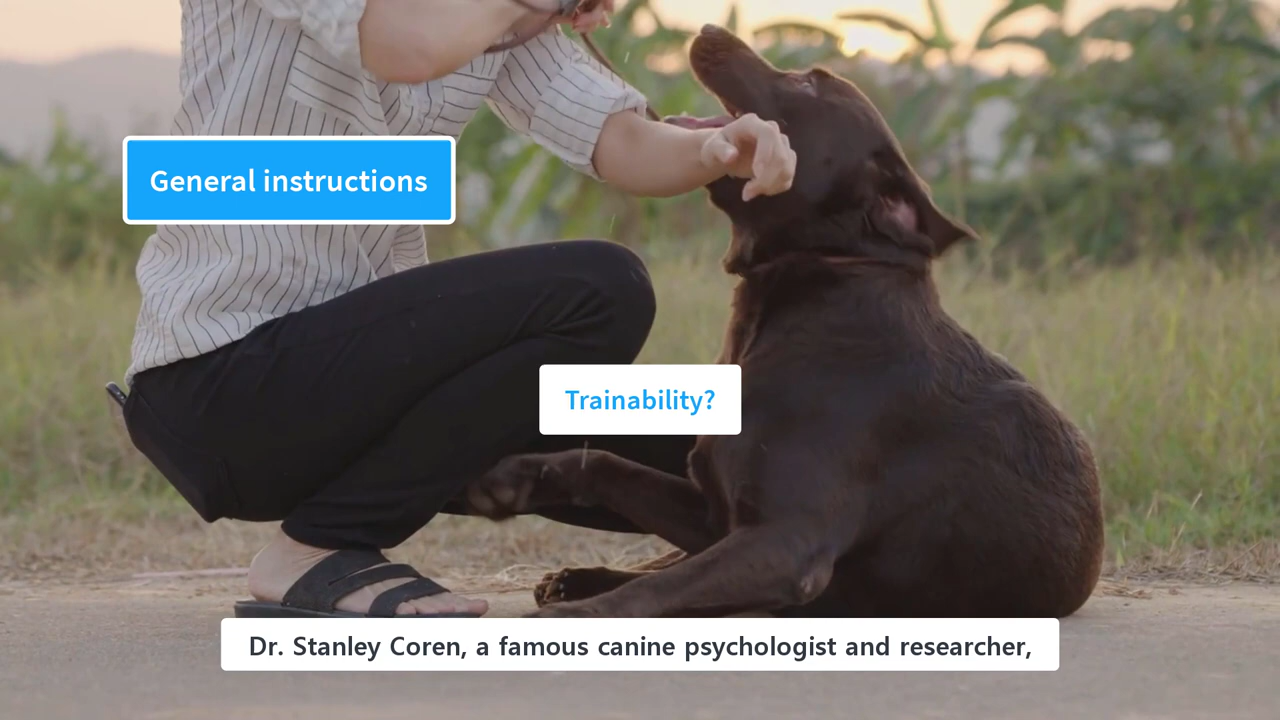 General instructions
Trainability?
Dr. Stanley Coren, a famous canine psychologist and researcher,